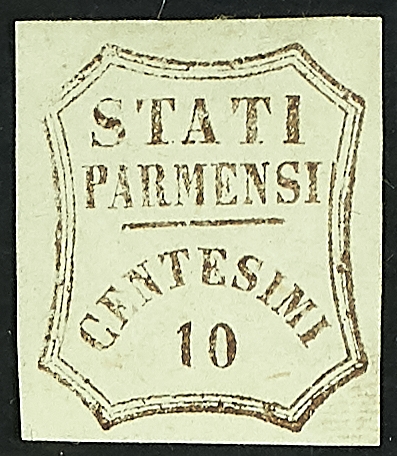 STATI
PARMENSI
CENTESIMI
10